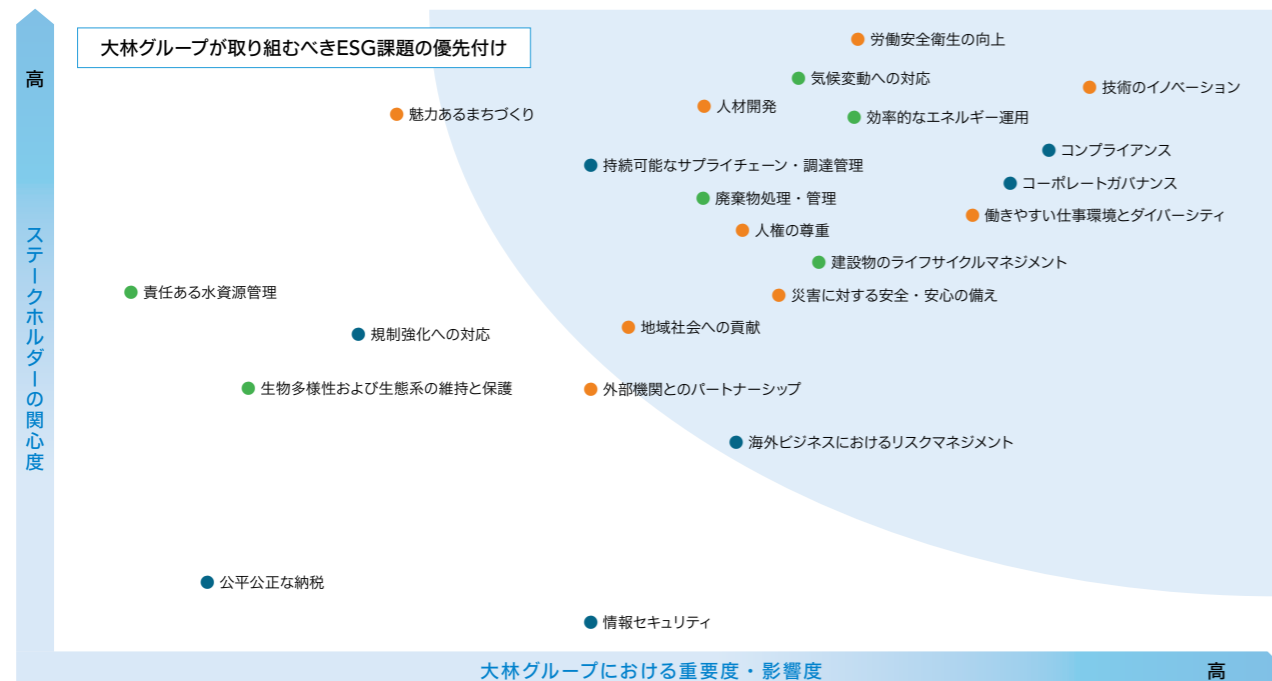 大林グループが取り組むべきESG課題の優先付け
高
ステークホルダーの関心度
労働安全衛生の向上
気候変動への対応
技術のイノベーション
人材開発
魅力あるまちづくり
効率的なエネルギー運用
コンプライアンス
持続可能なサプライチェーン・調達管理
コーポレートガバナンス
廃棄物処理・管理
働きやすい仕事環境とダイバーシティ
人権の尊重
建設物のライフサイクルマネジメント
責任ある水資源管理
災害に対する安全・安心の備え
地域社会への貢献
規制強化への対応
生物多様性および生態系の維持と保護
外部機関とのパートナーシップ
海外ビジネスにおけるリスクマネジメント
公平公正な納税
情報セキュリティ
大林グループにおける重要度・影響度
高